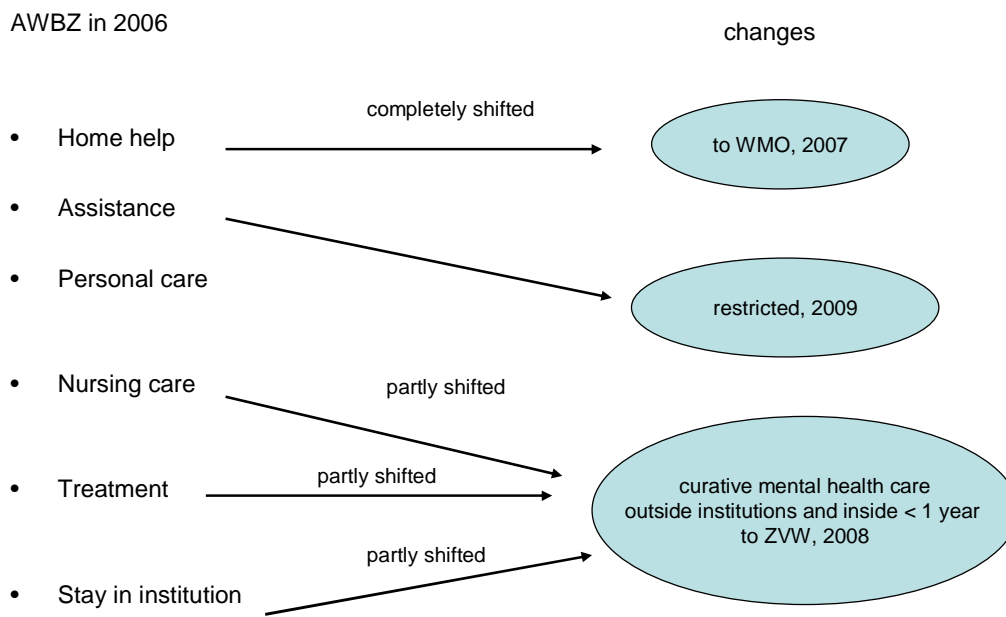 AWBZ in 2006
changes
completely shifted
• Home help
to WMO, 2007
• Assistance
• Personal care
restricted, 2009
• Nursing care
partly shifted
• Treatment
partly shifted
curative mental health care
outside institutions and inside < 1 year
to ZVW, 2008
partly shifted
• Stay in institution